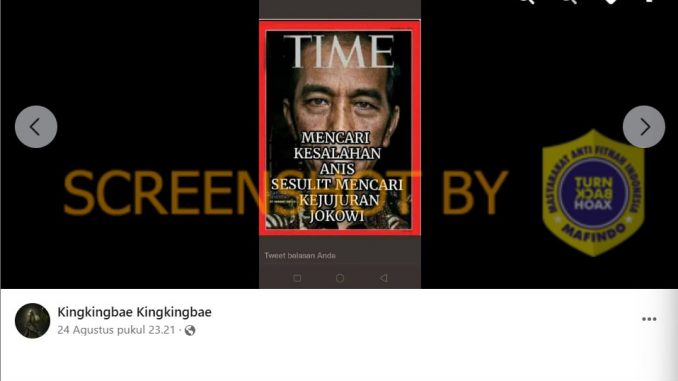 TIME
MENCARI
KESALAHAN
ANIS
SESULIT MENCARI
KEJUJURAN
JOKOWI
SCREENSHOT BY
MASYARAKAT ANTI FITNAH INDONESIA
TURN
BACK
HOAX
MAFINDO
Tweet balasan Anda
Kingkingbae Kingkingbae
24 Agustus pukul 23.21 ·